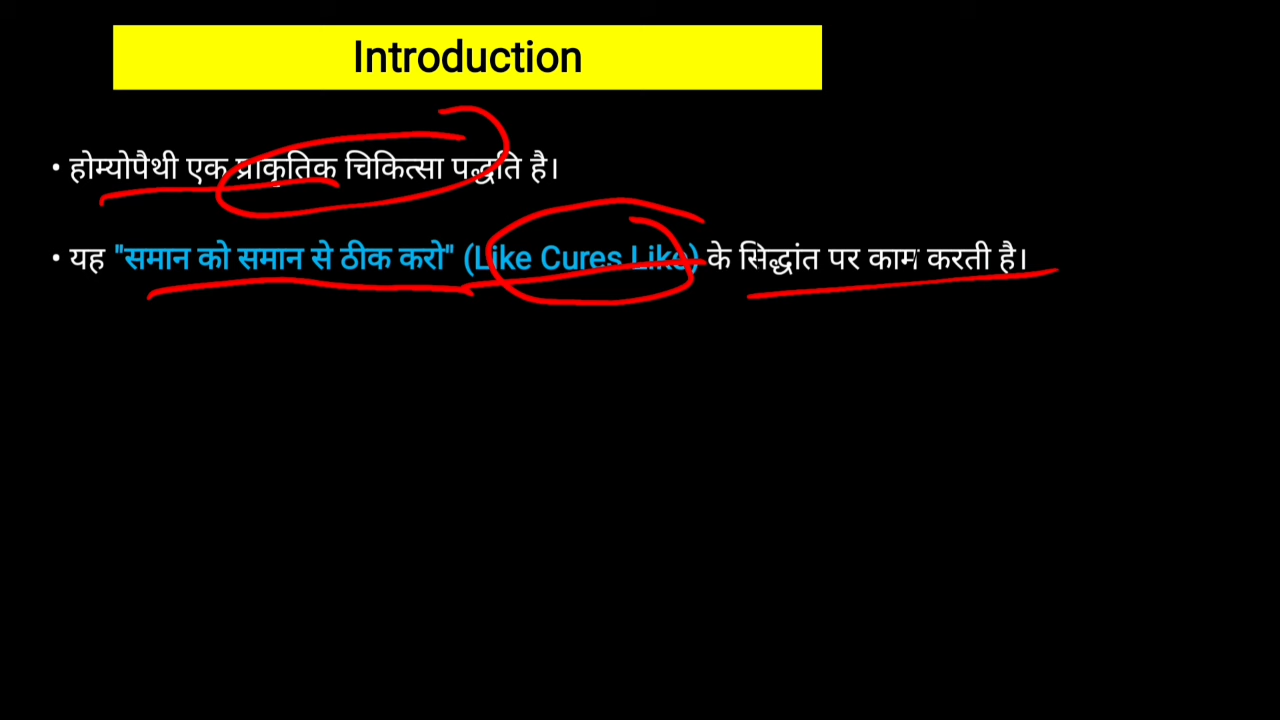 Introduction
• होम्योपैथी एक प्राकृतिक चिकित्सा पद्धति है।
• यह "समान को समान से ठीक करो" (Like Cures Like) के सिद्धांत पर काम करती है।